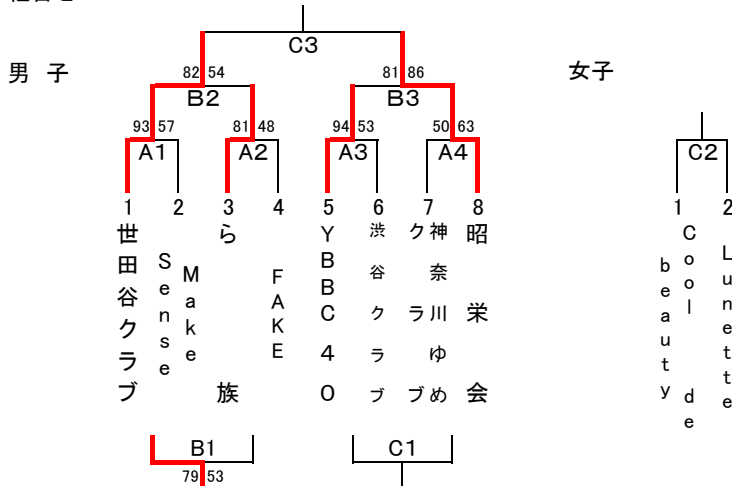 C3
男 子
女子
82 54
81 86
B2
B3
93 57
81 48
94 53
50 63
A1
A2
A3
A4
C2
1
2
3
4
5
6
7
8
1
2
世田谷クラブ
Make Sense
ら族
FAKE
YBBC40
渋谷クラブ
神奈川ゆめクラブ
昭栄会
Cool de beauty
Lunette
B1
C1
79 53